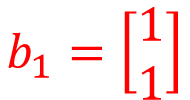 b₁ = [1
1]